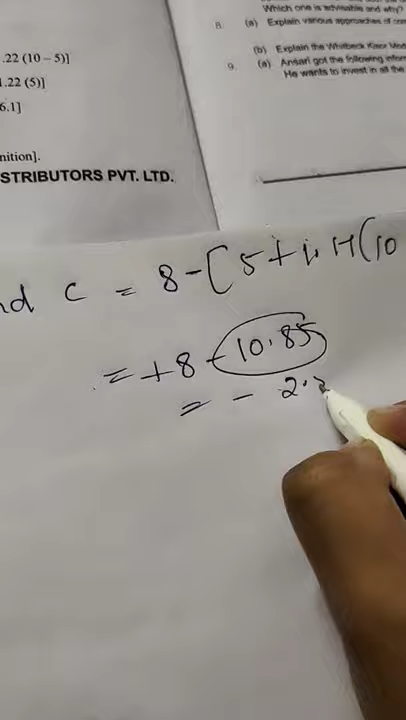 Which one is advisable and why?
8. (a) Explain various approaches of
(b) Explain the Whitbeck Kisor Mod
9. (a) Ansari got the following infor
He wants to invest in all the
.22 (10 – 5)]
.22 (5)]
6.1]
nition].
STRIBUTORS PVT. LTD.
nd C = 8 - [5 + 1.17(10
= + 8 - 10.85
= - 2.